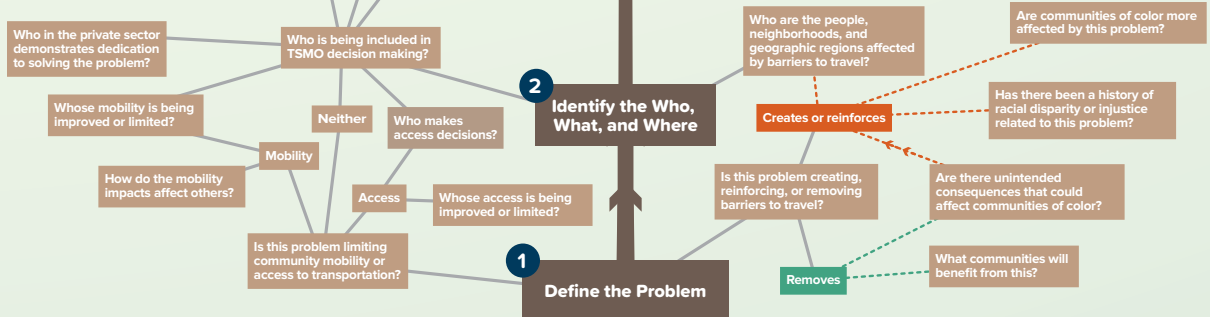 Who in the private sector
demonstrates dedication
to solving the problem?
Who is being included in
TSMO decision making?
Whose mobility is being
improved or limited?
Neither
Who makes
access decisions?
Mobility
How do the mobility
impacts affect others?
Access
Whose access is being
improved or limited?
Is this problem limiting
community mobility or
access to transportation?
2
Identify the Who,
What, and Where
1
Define the Problem
Who are the people,
neighborhoods, and
geographic regions affected
by barriers to travel?
Are communities of color more
affected by this problem?
Creates or reinforces
Has there been a history of
racial disparity or injustice
related to this problem?
Is this problem creating,
reinforcing, or removing
barriers to travel?
Are there unintended
consequences that could
affect communities of color?
Removes
What communities will
benefit from this?